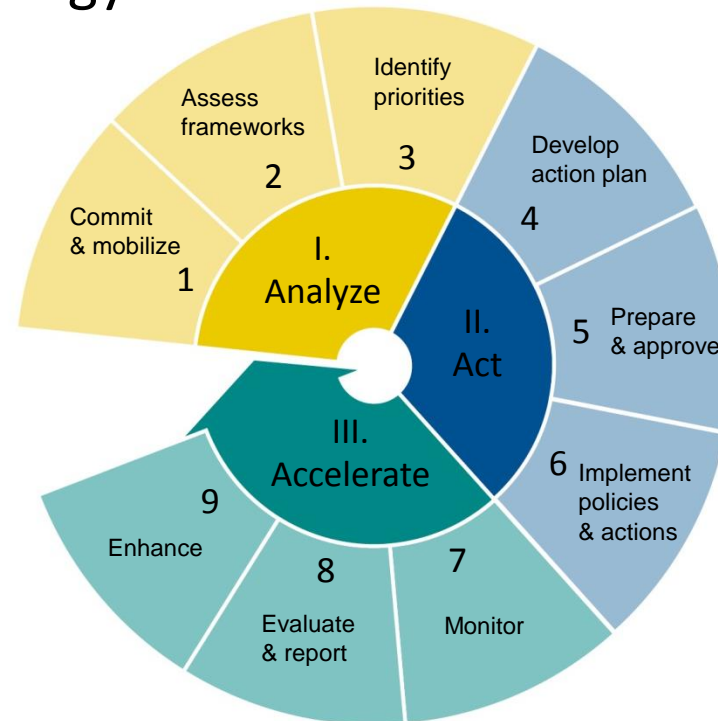 gy
Identify
priorities
3
Assess
frameworks
2
Commit
& mobilize
1
I.
Analyze
Develop
action plan
4
5 Prepare
& approve
6 Implement
policies
& actions
II.
Act
III.
Accelerate
7
Monitor
8
Evaluate
& report
9
Enhance